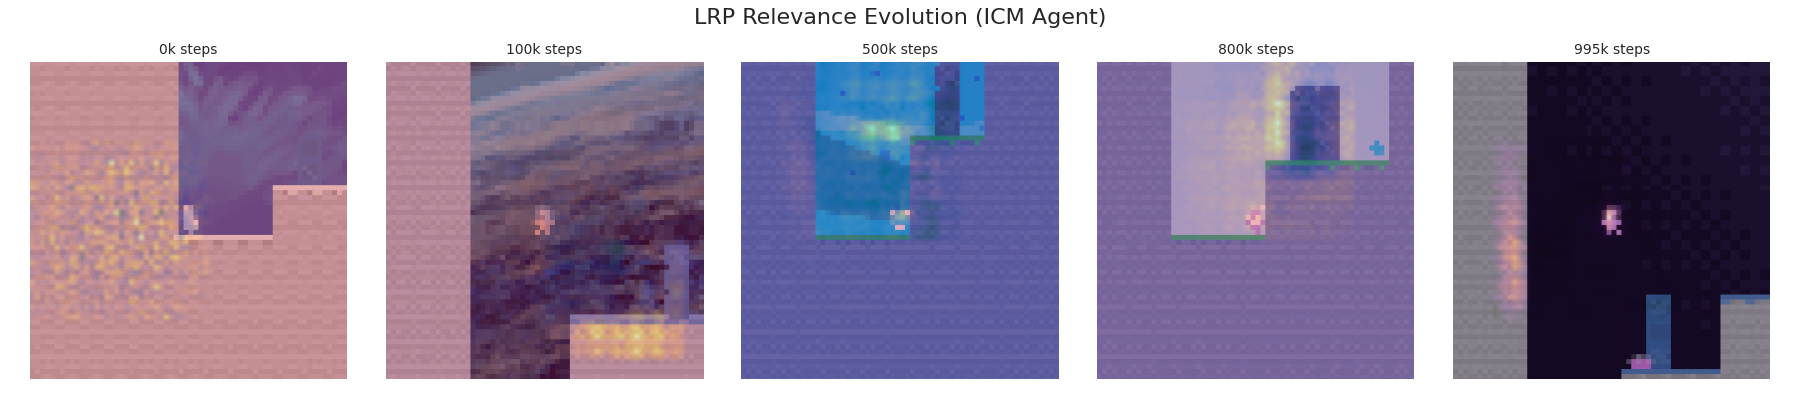 LRP Relevance Evolution (ICM Agent)
0k steps
100k steps
500k steps
800k steps
995k steps